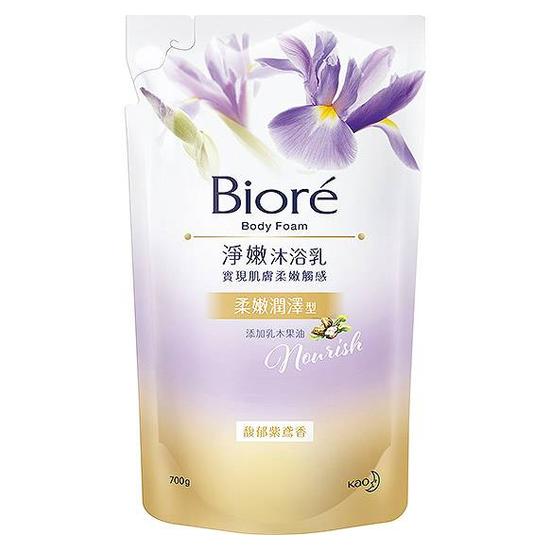 Bioré
Body Foam
淨嫩沐浴乳
實現肌膚柔嫩觸感
柔嫩潤澤型
添加乳木果油
Nourish
馥郁紫鳶香
700g
Kao